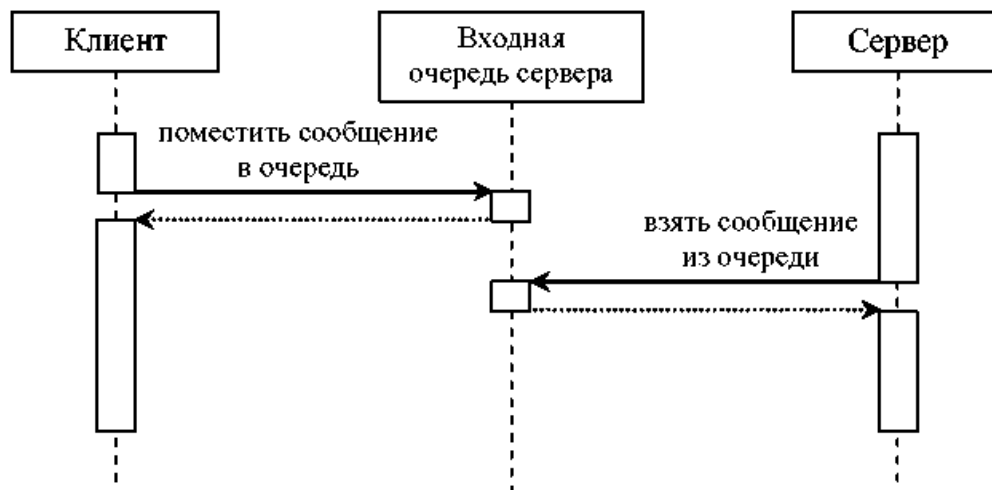 Клиент
Входная
очередь сервера
Сервер
поместить сообщение
в очередь
взять сообщение
из очереди